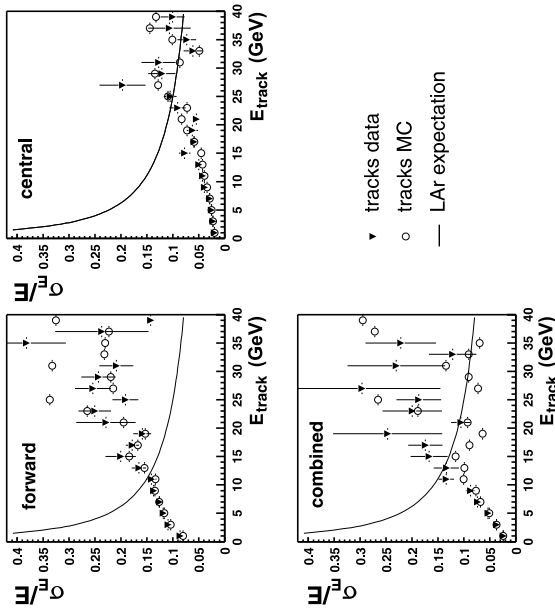 σE/E
forward
0.4
0.35
0.3
0.25
0.2
0.15
0.1
0.05
0
0 5 10 15 20 25 30 35 40
Etrack (GeV)
σE/E
central
0.4
0.35
0.3
0.25
0.2
0.15
0.1
0.05
0
0 5 10 15 20 25 30 35 40
Etrack (GeV)
σE/E
combined
0.4
0.35
0.3
0.25
0.2
0.15
0.1
0.05
0
0 5 10 15 20 25 30 35 40
Etrack (GeV)
tracks data
tracks MC
LAr expectation